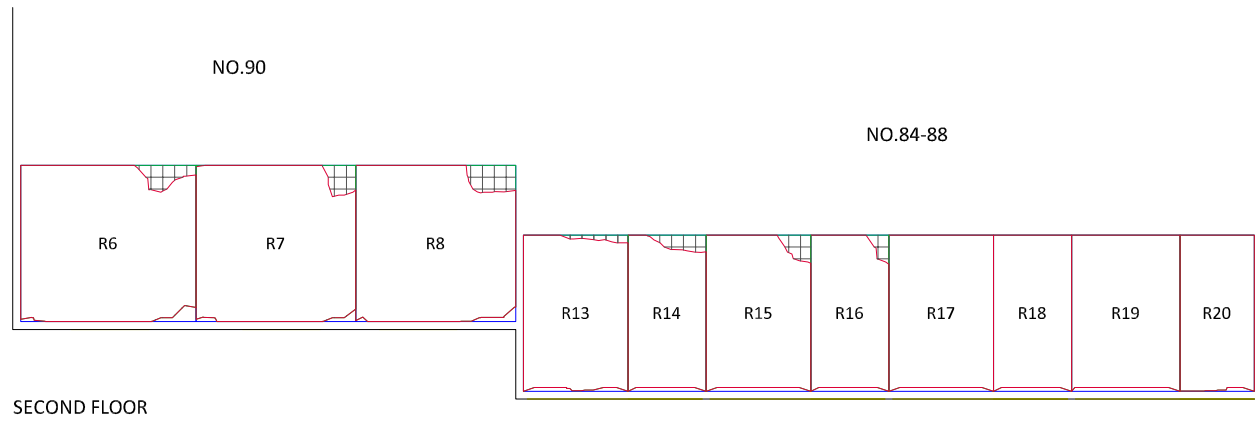 NO.90
NO.84-88
R6
R7
R8
R13
R14
R15
R16
R17
R18
R19
R20
SECOND FLOOR